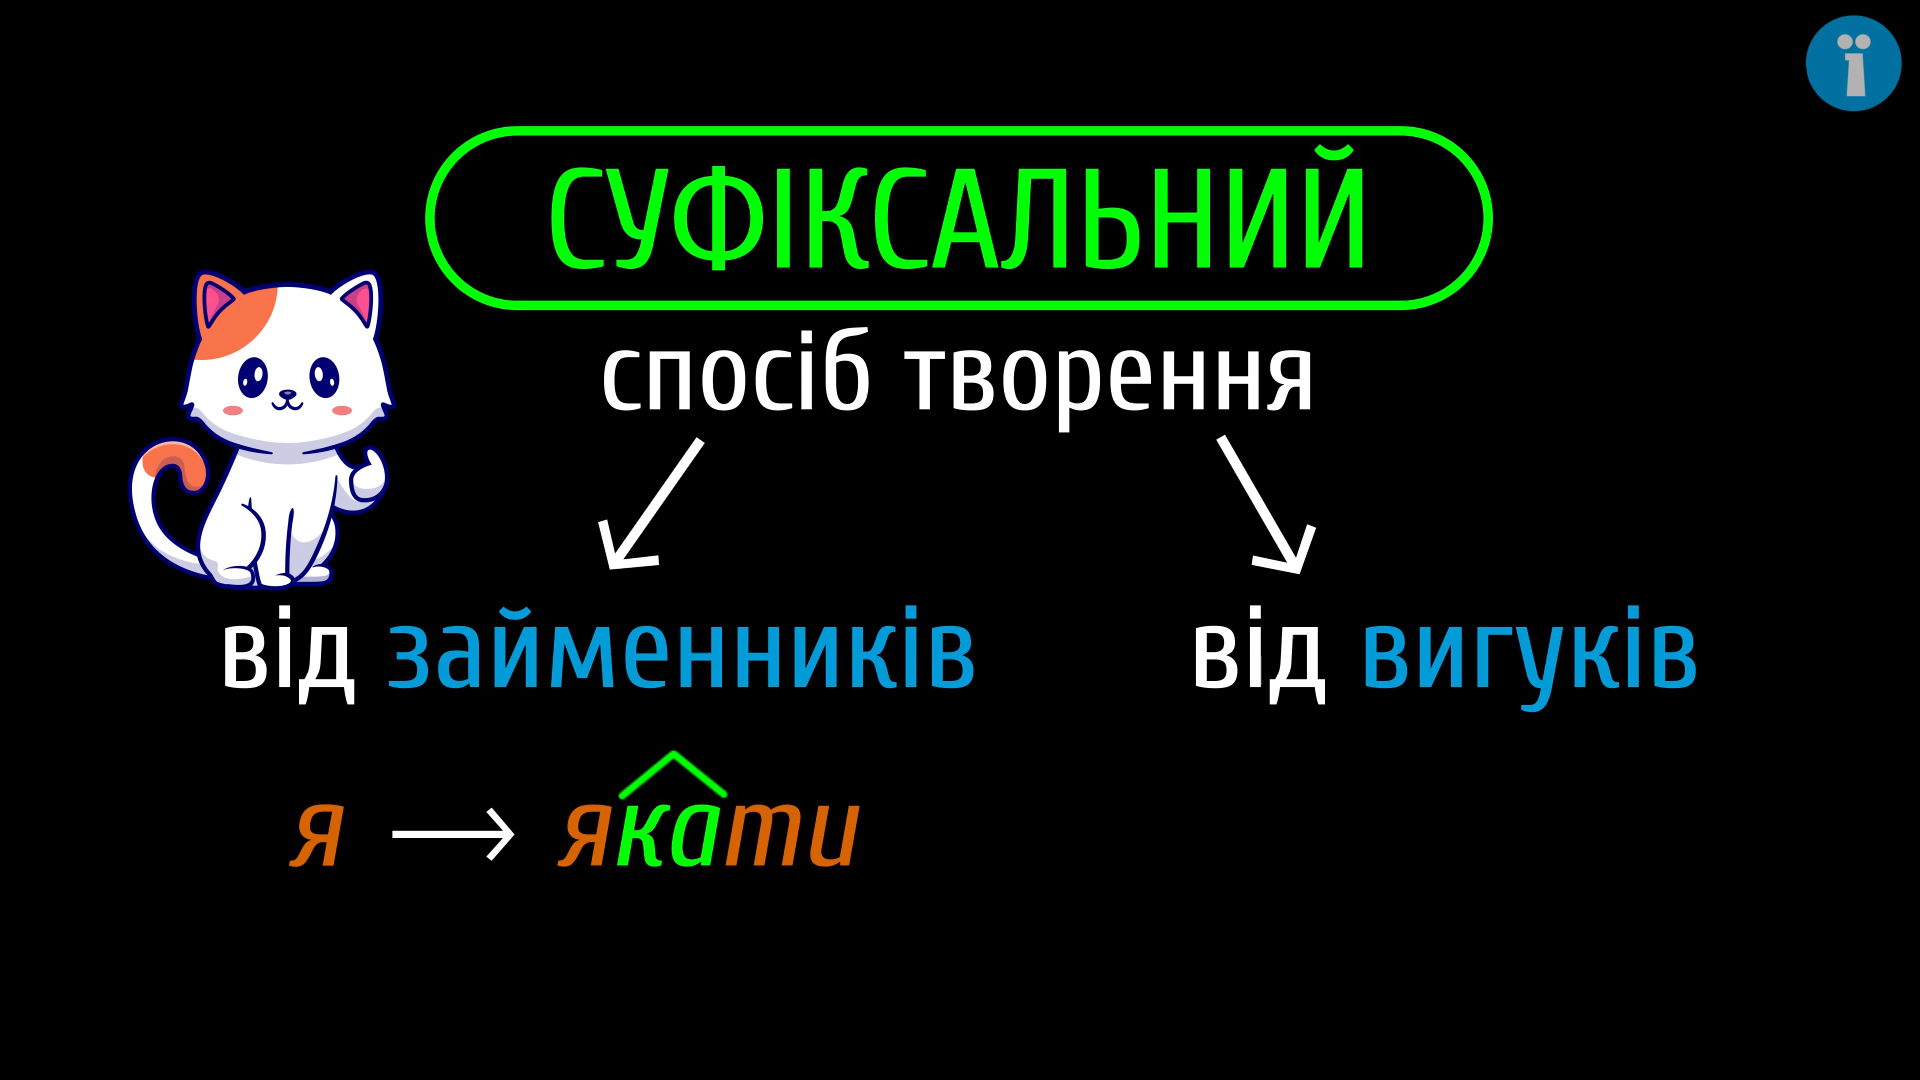 ї
СУФІКСАЛЬНИЙ
спосіб творення
від займенників
від вигуків
я → якати